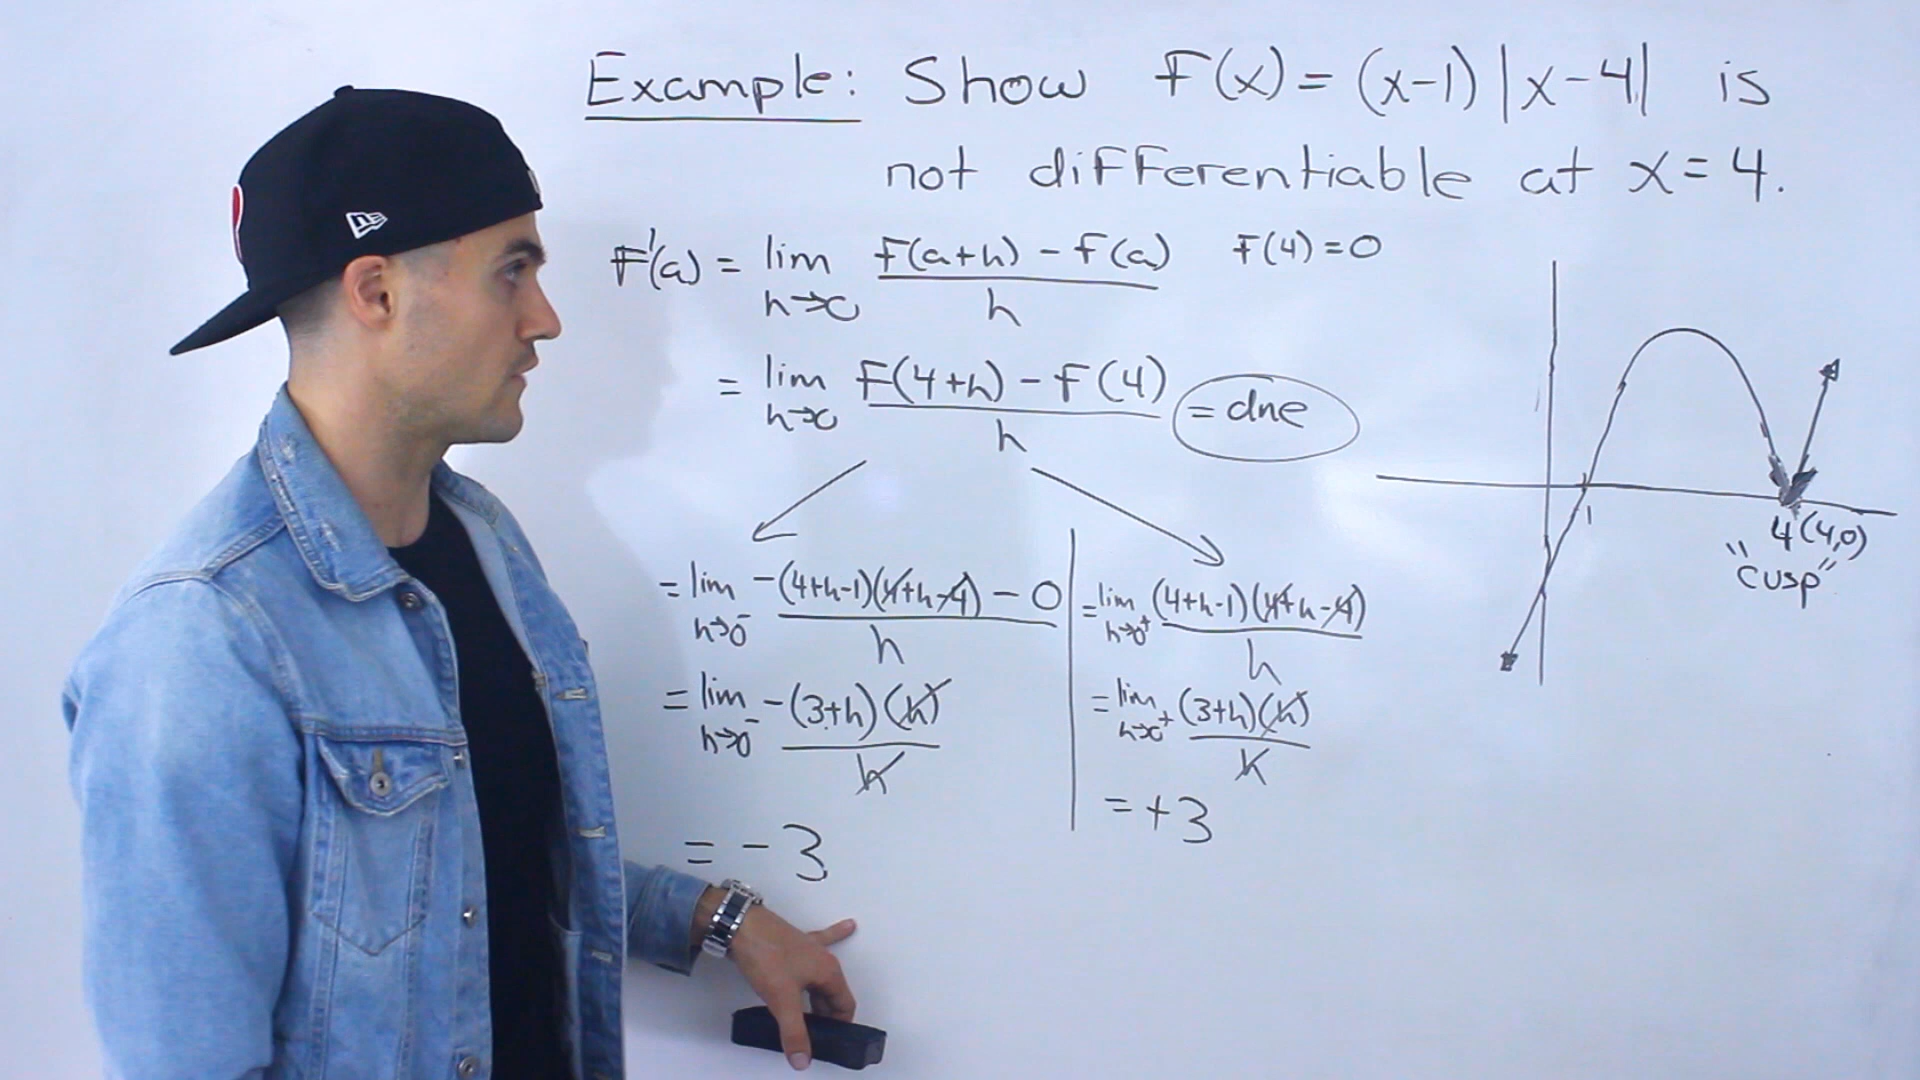 Example: Show F(x) = (x-1) |x-4| is
not differentiable at x = 4.
F'(a) = lim h→0 F(a+h) - F(a) / h
F(4) = 0
= lim h→0 F(4+h) - F(4) / h = dne
= lim h→0⁻ -(4+h-1)(4+h-4) - 0 / h
= lim h→0⁻ -(3+h)(h) / h
= -3
= lim h→0⁺ (4+h-1)(4+h-4) / h
= lim h→0⁺ (3+h)(h) / h
= +3
1
4 (4,0)
"cusp"